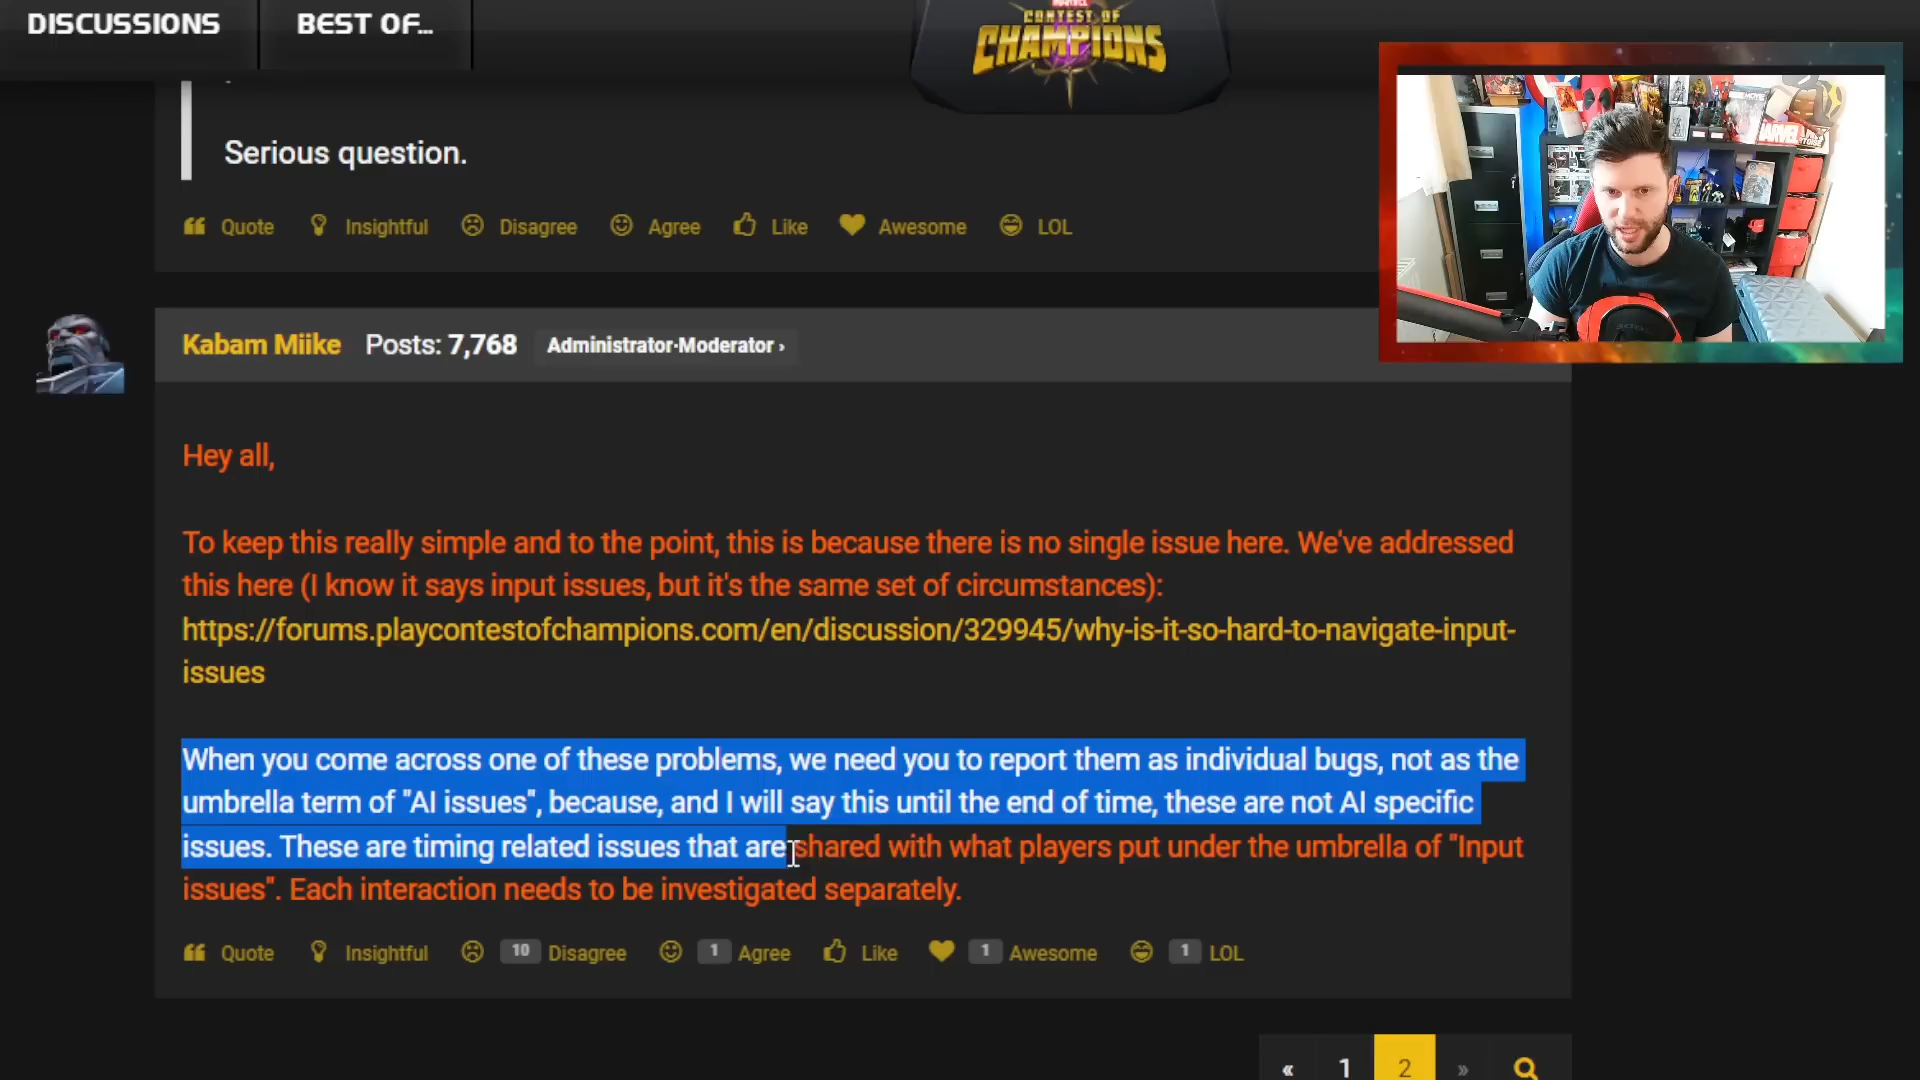 DISCUSSIONS
BEST OF...
MARVEL
CONTEST OF
CHAMPIONS
Serious question.
Quote Insightful Disagree Agree Like Awesome LOL
MARVEL
Kabam Miike Posts: 7,768 Administrator·Moderator ›
Hey all,
To keep this really simple and to the point, this is because there is no single issue here. We've addressed
this here (I know it says input issues, but it's the same set of circumstances):
https://forums.playcontestofchampions.com/en/discussion/329945/why-is-it-so-hard-to-navigate-input-
issues
When you come across one of these problems, we need you to report them as individual bugs, not as the
umbrella term of "AI issues", because, and I will say this until the end of time, these are not AI specific
issues. These are timing related issues that are shared with what players put under the umbrella of "Input
issues". Each interaction needs to be investigated separately.
Quote Insightful 10 Disagree 1 Agree Like 1 Awesome 1 LOL
« 1 2 »